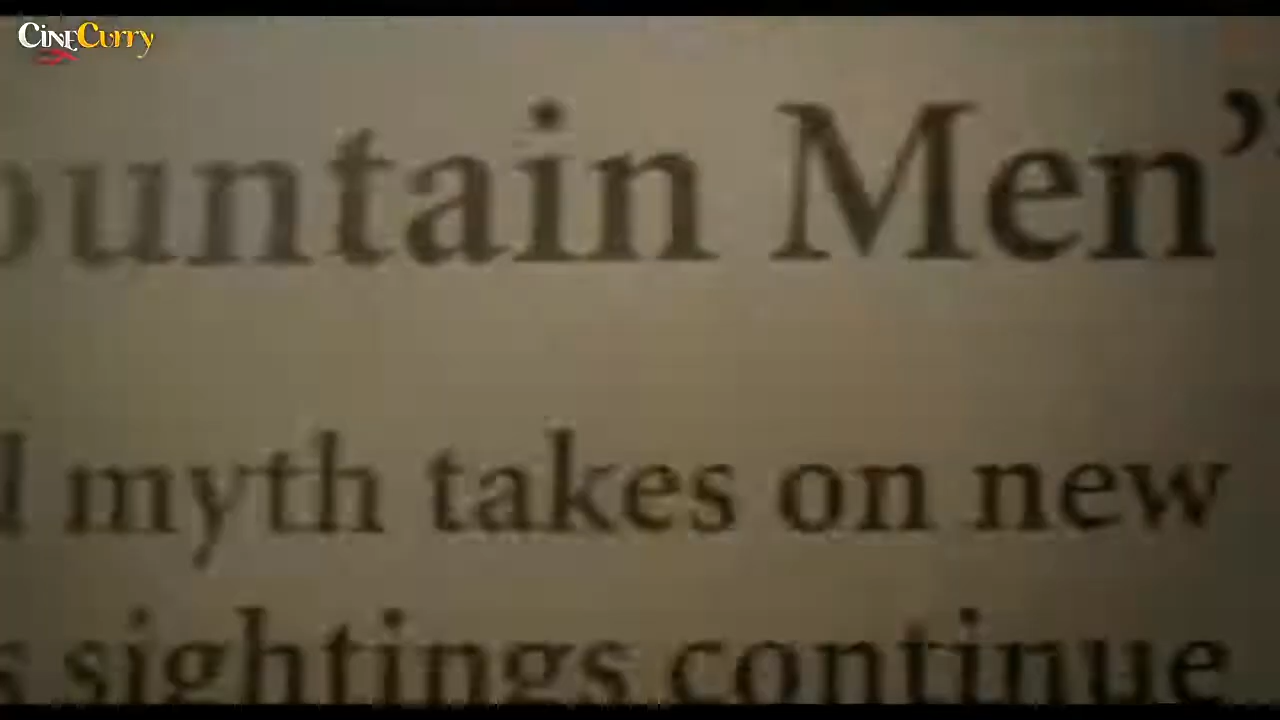 CineCurry
ountain Men’
myth takes on new
sightings continue